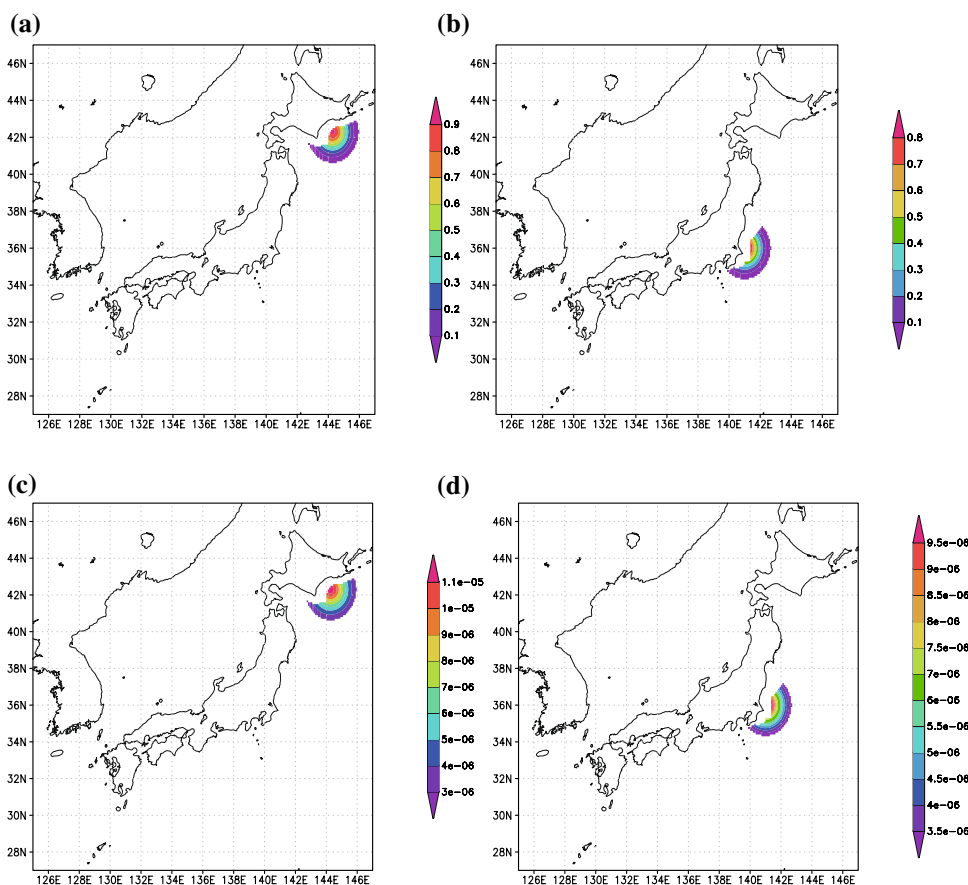 (a)
(b)
46N
44N
42N
40N
38N
36N
34N
32N
30N
28N
126E 128E 130E 132E 134E 136E 138E 140E 142E 144E 146E
0.9
0.8
0.7
0.6
0.5
0.4
0.3
0.2
0.1
46N
44N
42N
40N
38N
36N
34N
32N
30N
28N
126E 128E 130E 132E 134E 136E 138E 140E 142E 144E 146E
0.8
0.7
0.6
0.5
0.4
0.3
0.2
0.1
(c)
(d)
46N
44N
42N
40N
38N
36N
34N
32N
30N
28N
126E 128E 130E 132E 134E 136E 138E 140E 142E 144E 146E
1.1e-05
1e-05
9e-06
8e-06
7e-06
6e-06
5e-06
4e-06
3e-06
46N
44N
42N
40N
38N
36N
34N
32N
30N
28N
126E 128E 130E 132E 134E 136E 138E 140E 142E 144E 146E
9.5e-06
9e-06
8.5e-06
8e-06
7.5e-06
7e-06
6.5e-06
6e-06
5.5e-06
5e-06
4.5e-06
4e-06
3.5e-06